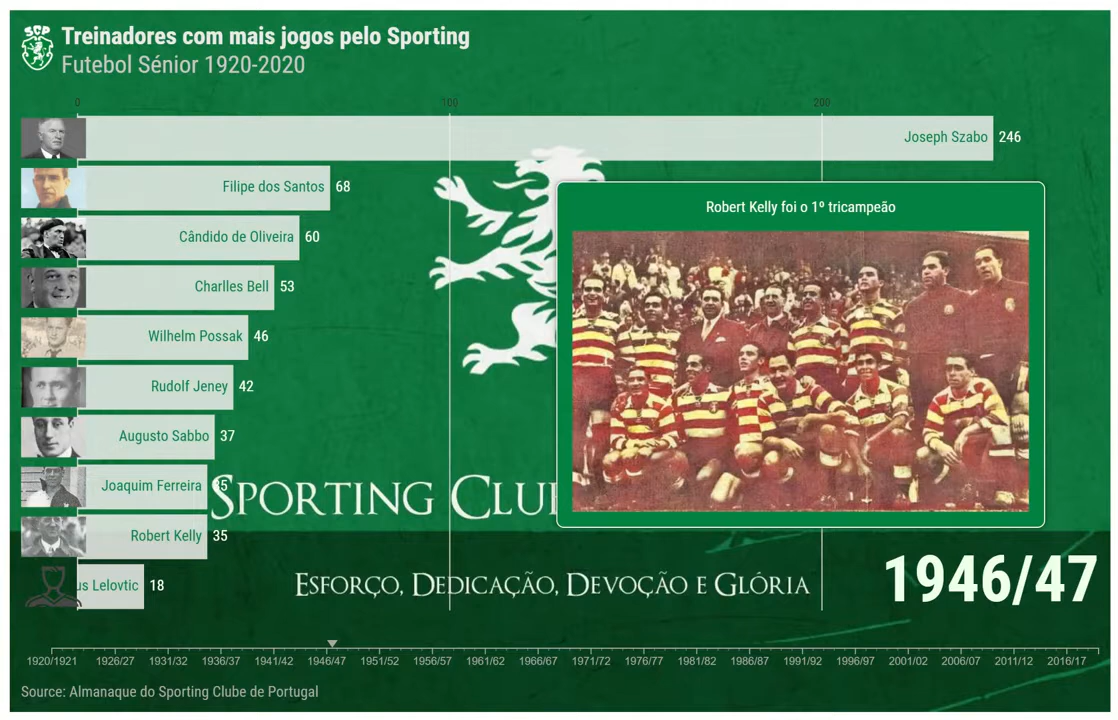 SCP
Treinadores com mais jogos pelo Sporting
Futebol Sénior 1920-2020
0 100 200
Joseph Szabo 246
Filipe dos Santos 68
Robert Kelly foi o 1º tricampeão
Cândido de Oliveira 60
Charlles Bell 53
Wilhelm Possak 46
Rudolf Jeney 42
Augusto Sabbo 37
Joaquim Ferreira 35
SPORTING CLU
Robert Kelly 35
us Lelovtic 18
ESFORÇO, DEDICAÇÃO, DEVOÇÃO E GLÓRIA
1946/47
1920/1921 1926/27 1931/32 1936/37 1941/42 1946/47 1951/52 1956/57 1961/62 1966/67 1971/72 1976/77 1981/82 1986/87 1991/92 1996/97 2001/02 2006/07 2011/12 2016/17
Source: Almanaque do Sporting Clube de Portugal